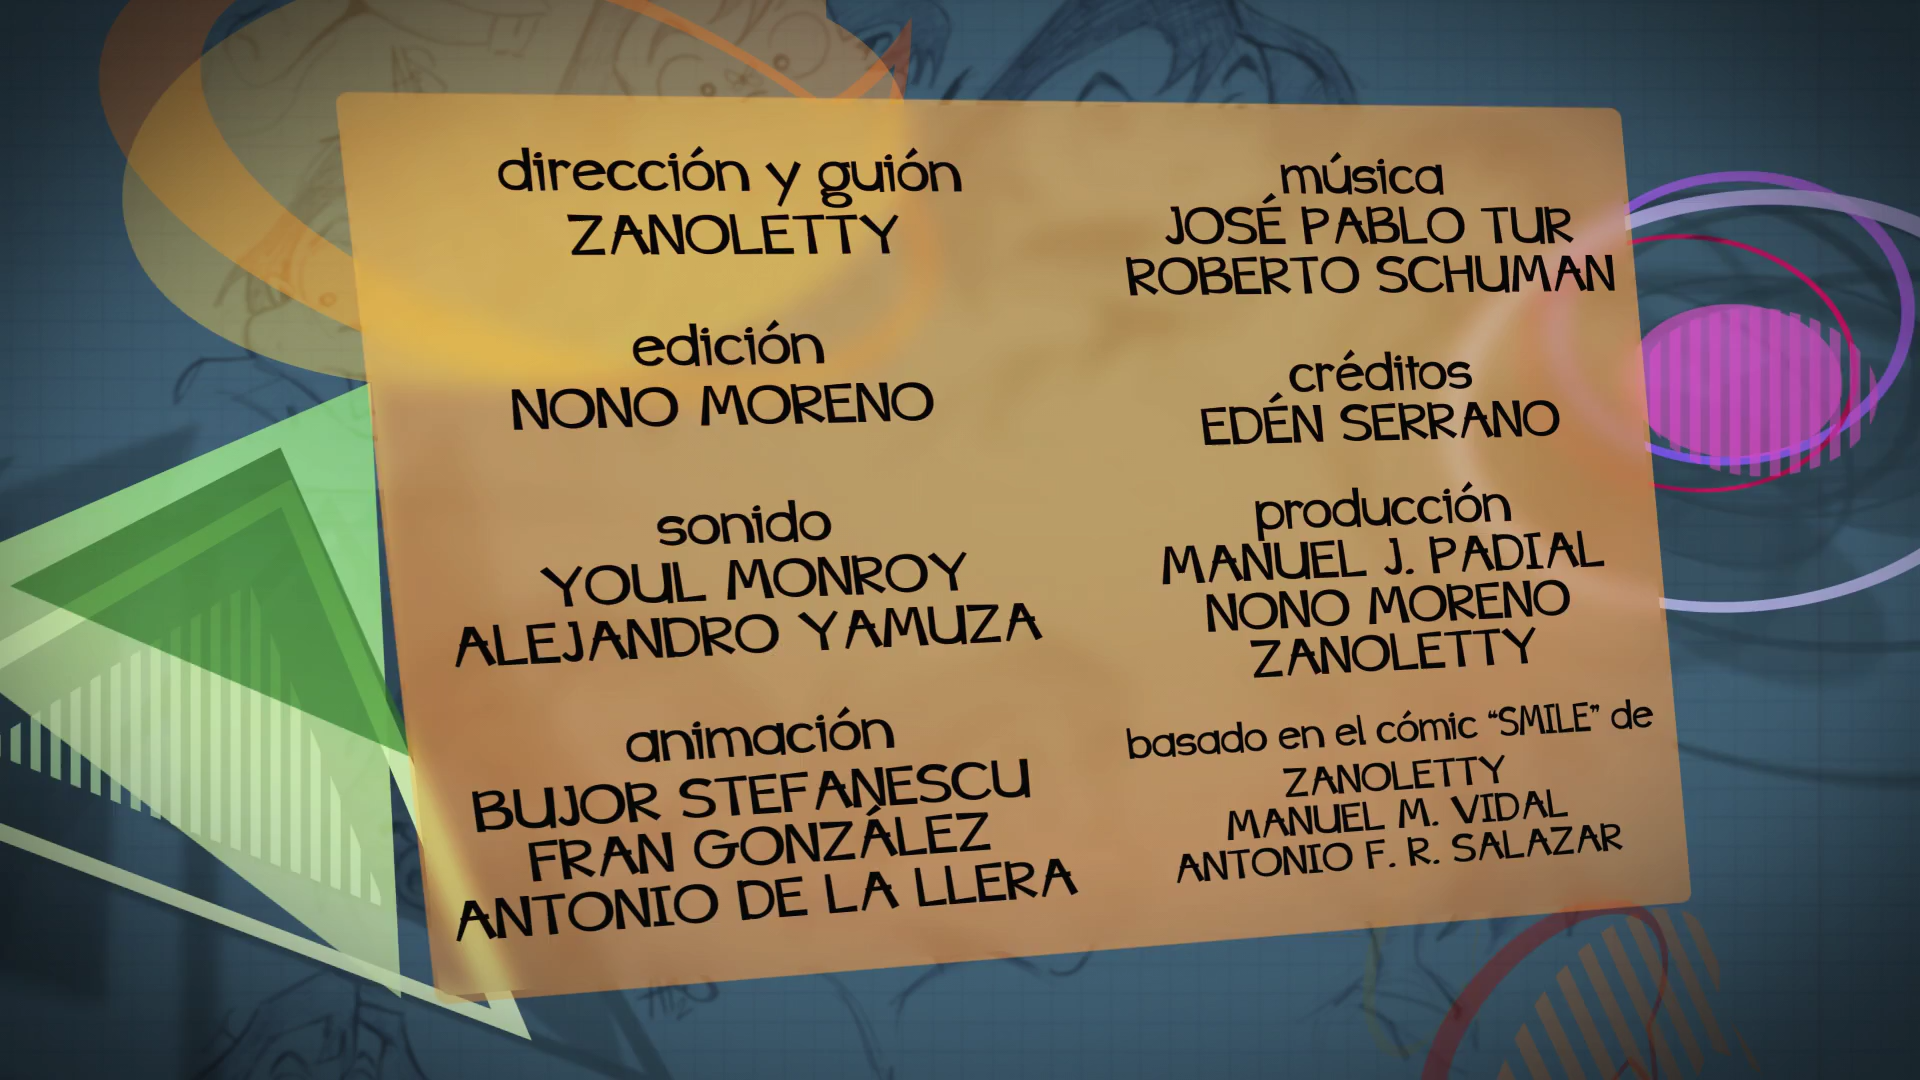 dirección y guión
ZANOLETTY
edición
NONO MORENO
sonido
YOUL MONROY
ALEJANDRO YAMUZA
animación
BUJOR STEFANESCU
FRAN GONZÁLEZ
ANTONIO DE LA LLERA
música
JOSÉ PABLO TUR
ROBERTO SCHUMAN
créditos
EDÉN SERRANO
producción
MANUEL J. PADIAL
NONO MORENO
ZANOLETTY
basado en el cómic “SMILE” de
ZANOLETTY
MANUEL M. VIDAL
ANTONIO F. R. SALAZAR